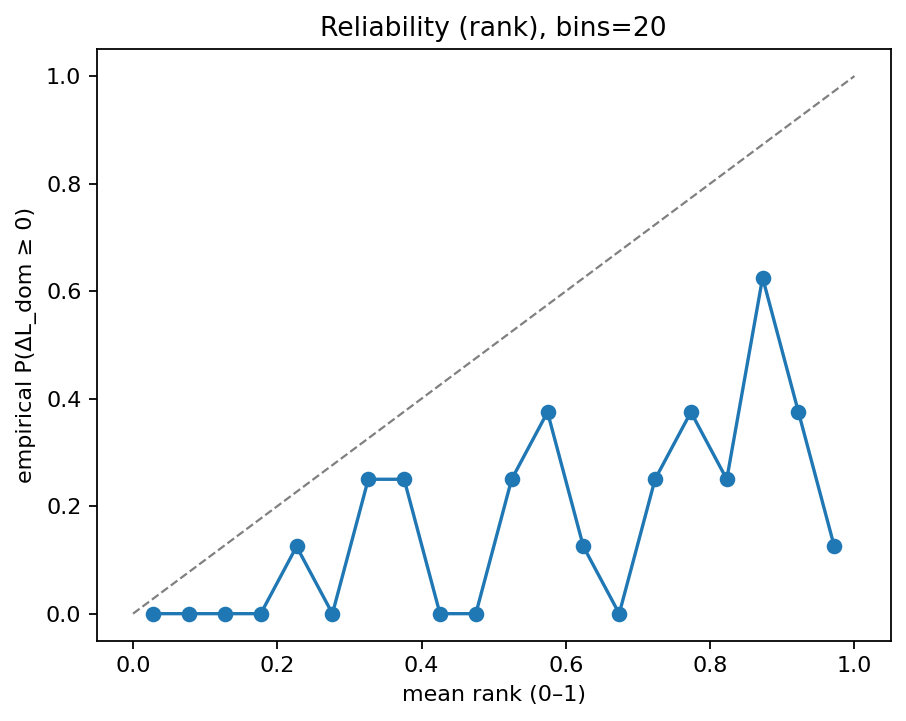 Reliability (rank), bins=20
empirical P(ΔL_dom ≥ 0)
1.0
0.8
0.6
0.4
0.2
0.0
0.0 0.2 0.4 0.6 0.8 1.0
mean rank (0–1)